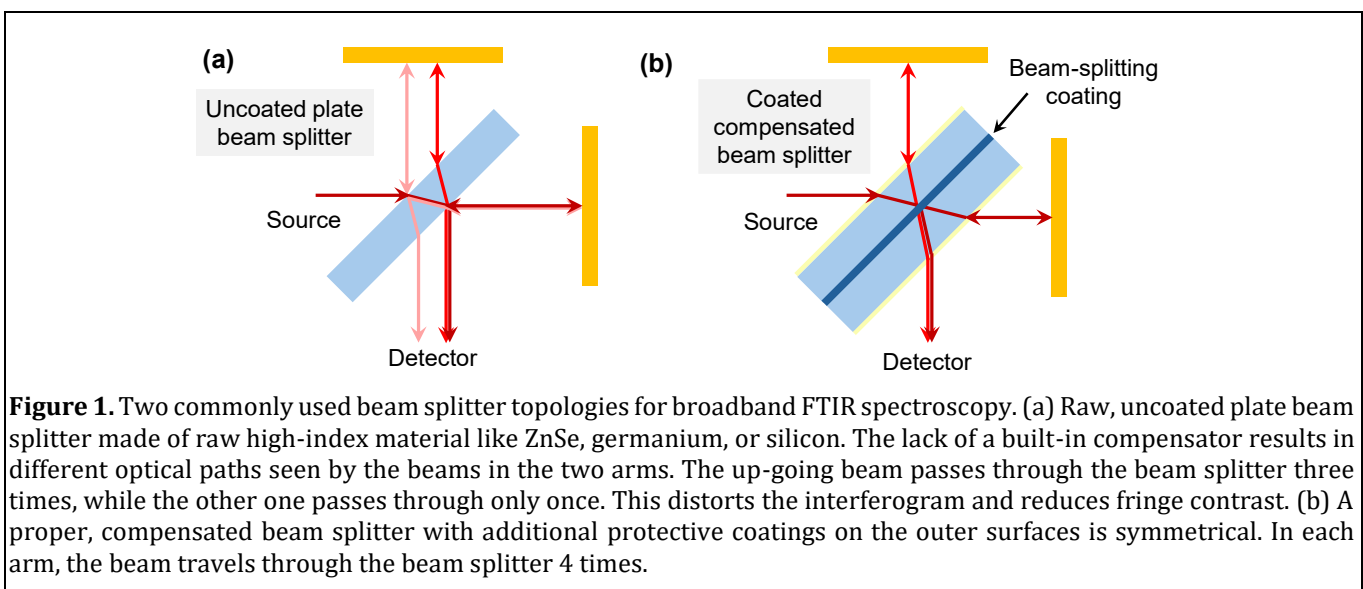 (a)
(b)
Beam-splitting
coating
Uncoated plate
beam splitter
Coated
compensated
beam splitter
Source
Source
Detector
Detector
Figure 1. Two commonly used beam splitter topologies for broadband FTIR spectroscopy. (a) Raw, uncoated plate beam
splitter made of raw high-index material like ZnSe, germanium, or silicon. The lack of a built-in compensator results in
different optical paths seen by the beams in the two arms. The up-going beam passes through the beam splitter three
times, while the other one passes through only once. This distorts the interferogram and reduces fringe contrast. (b) A
proper, compensated beam splitter with additional protective coatings on the outer surfaces is symmetrical. In each
arm, the beam travels through the beam splitter 4 times.